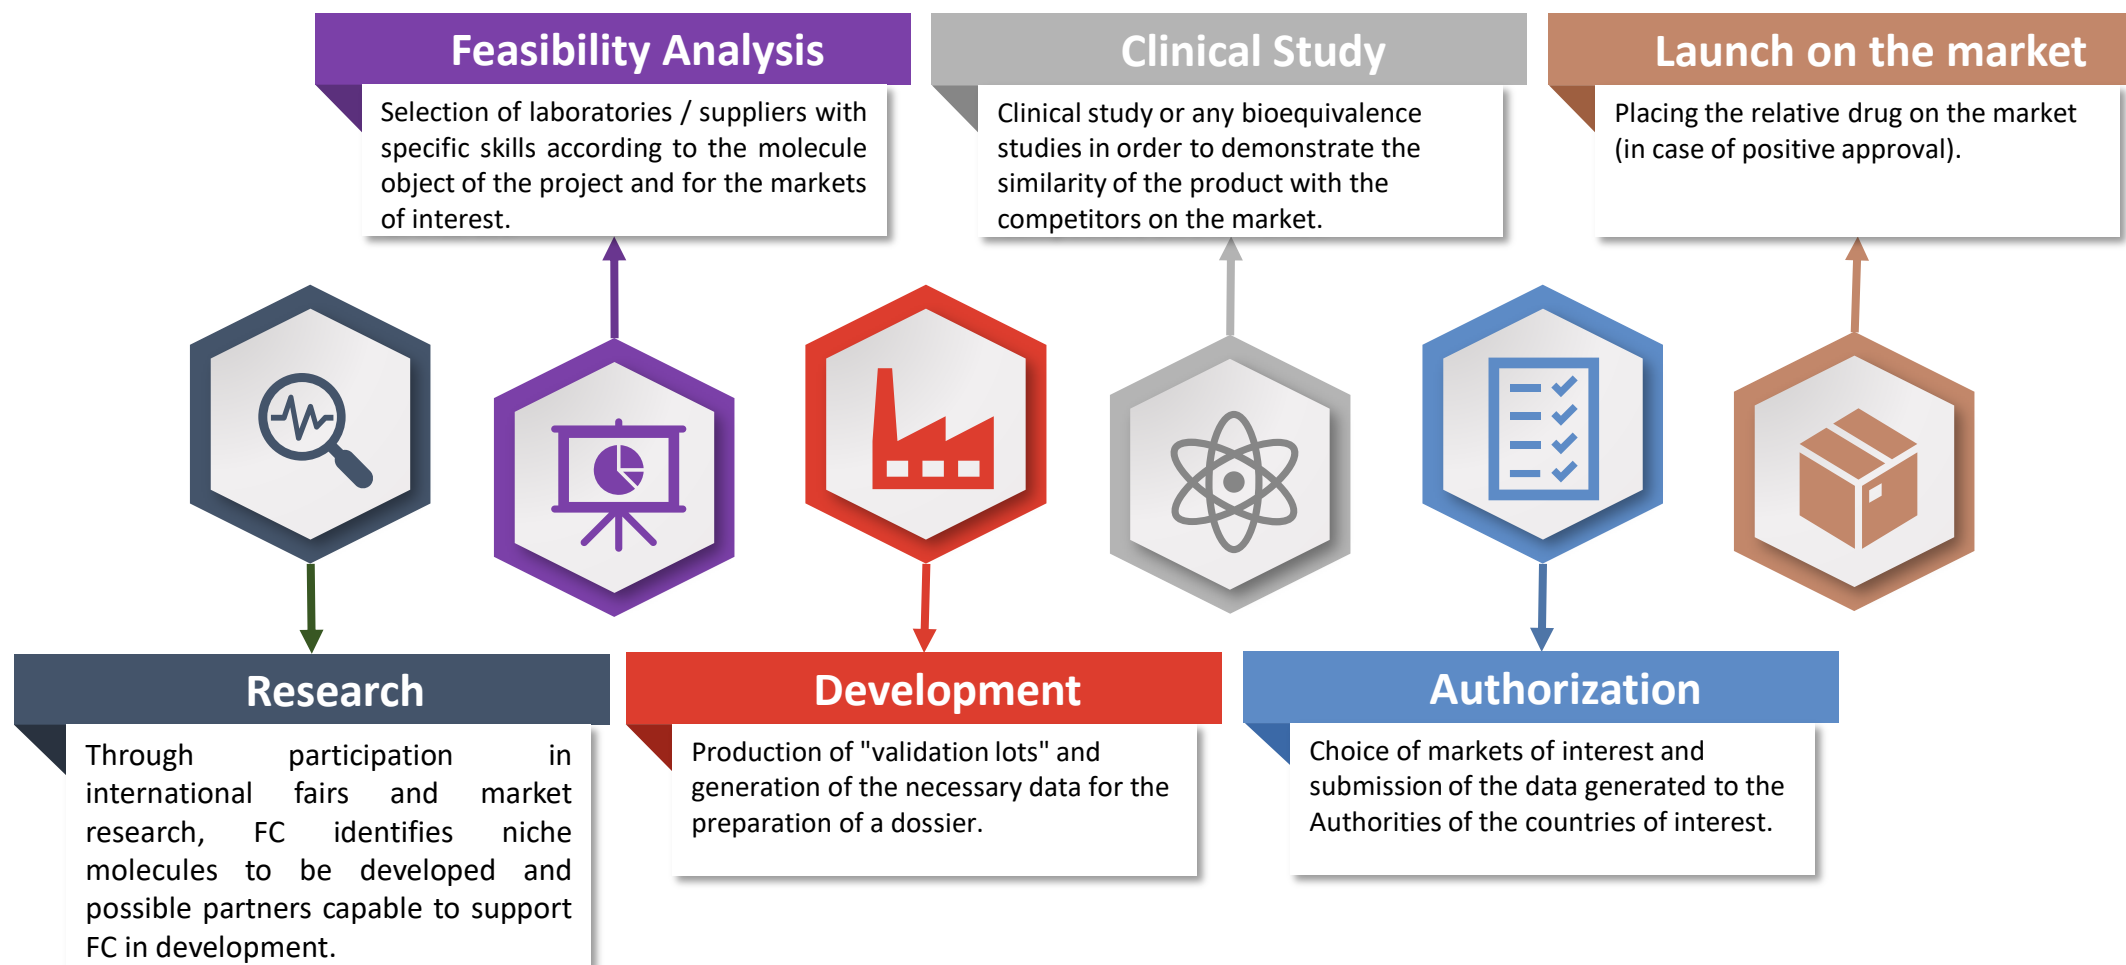 Feasibility Analysis
Selection of laboratories / suppliers with
specific skills according to the molecule
object of the project and for the markets
of interest.
Clinical Study
Clinical study or any bioequivalence
studies in order to demonstrate the
similarity of the product with the
competitors on the market.
Launch on the market
Placing the relative drug on the market
(in case of positive approval).
Research
Through participation in
international fairs and market
research, FC identifies niche
molecules to be developed and
possible partners capable to support
FC in development.
Development
Production of "validation lots" and
generation of the necessary data for the
preparation of a dossier.
Authorization
Choice of markets of interest and
submission of the data generated to the
Authorities of the countries of interest.